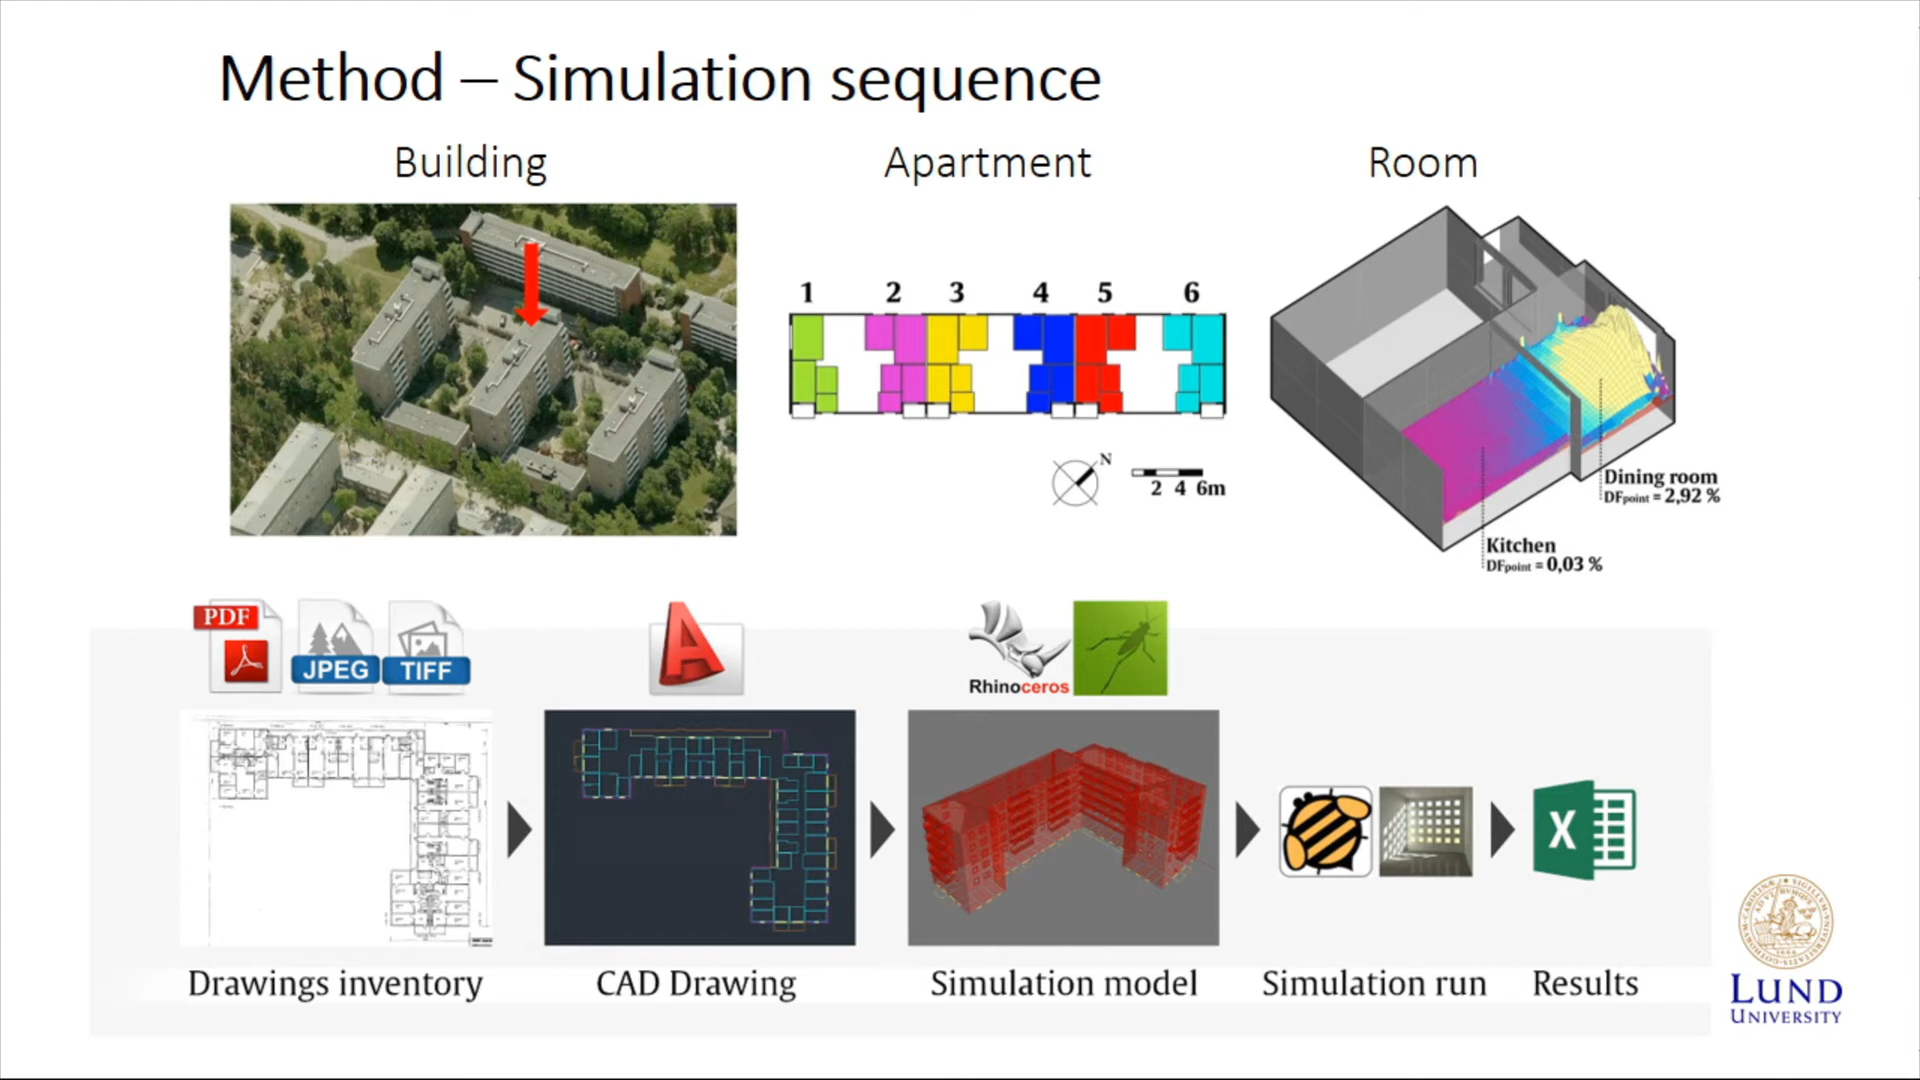 Method – Simulation sequence
Building
Apartment
Room
1 2 3 4 5 6
N
2 4 6m
Dining room
DFpoint = 2,92 %
Kitchen
DFpoint = 0,03 %
PDF
JPEG
TIFF
Rhinoceros
X
Drawings inventory
CAD Drawing
Simulation model
Simulation run
Results
LUND
UNIVERSITY